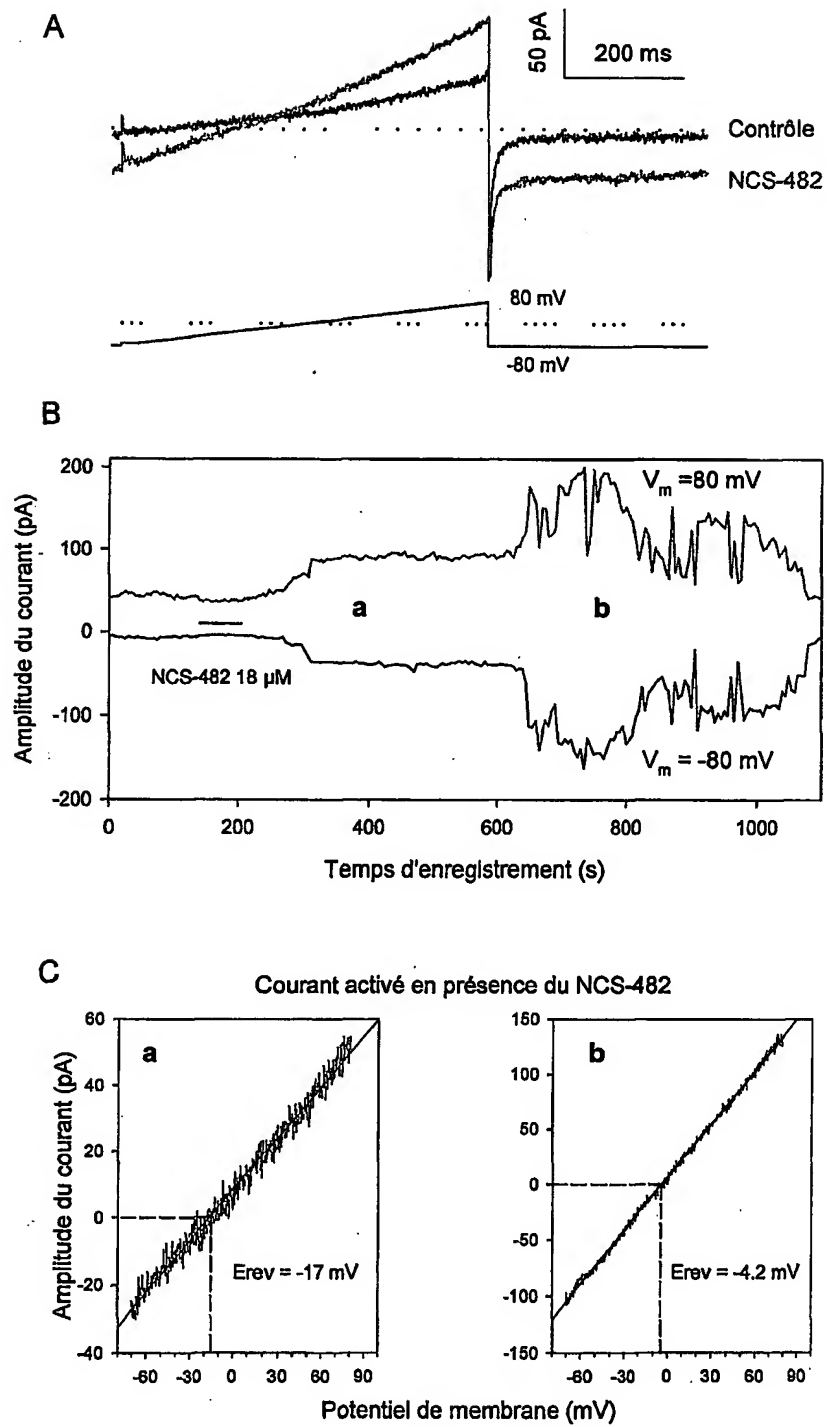 A
50 pA
200 ms
Contrôle
NCS-482
80 mV
-80 mV
B
Amplitude du courant (pA)
200
100
0
-100
-200
Vm =80 mV
a
b
NCS-482 18 µM
Vm = -80 mV
0 200 400 600 800 1000
Temps d'enregistrement (s)
C
Courant activé en présence du NCS-482
Amplitude du courant (pA)
60
40
20
0
-20
-40
a
Erev = -17 mV
-60 -30 0 30 60 90
150
100
50
0
-50
-100
-150
b
Erev = -4.2 mV
-60 -30 0 30 60 90
Potentiel de membrane (mV)